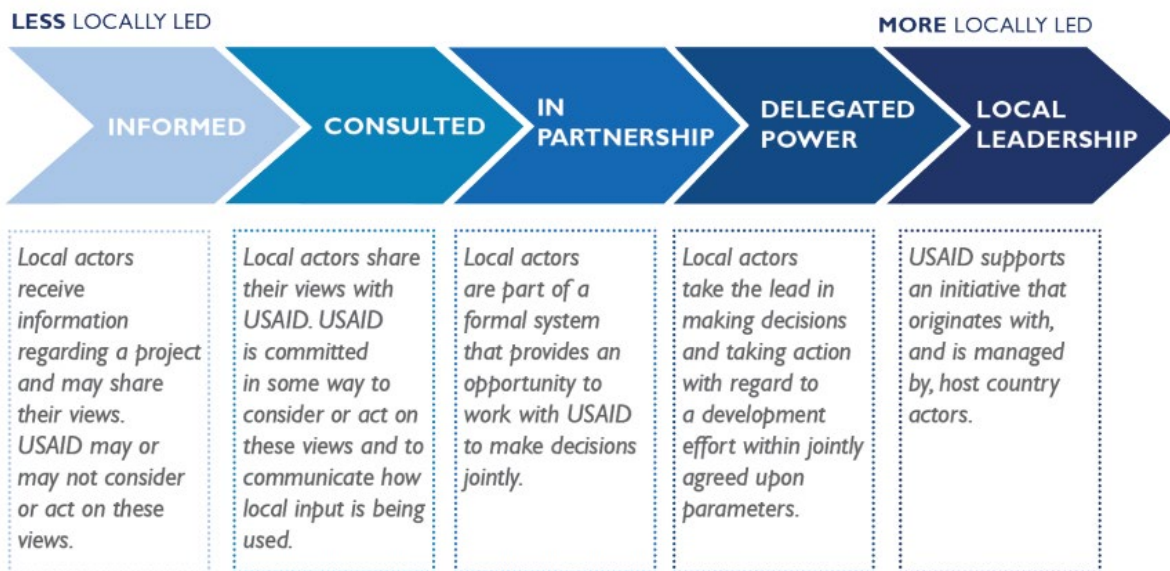 LESS LOCALLY LED
MORE LOCALLY LED
INFORMED
CONSULTED
IN
PARTNERSHIP
DELEGATED
POWER
LOCAL
LEADERSHIP
Local actors
receive
information
regarding a project
and may share
their views.
USAID may or
may not consider
or act on these
views.
Local actors share
their views with
USAID. USAID
is committed
in some way to
consider or act on
these views and to
communicate how
local input is being
used.
Local actors
are part of a
formal system
that provides an
opportunity to
work with USAID
to make decisions
jointly.
Local actors
take the lead in
making decisions
and taking action
with regard to
a development
effort within jointly
agreed upon
parameters.
USAID supports
an initiative that
originates with,
and is managed
by, host country
actors.